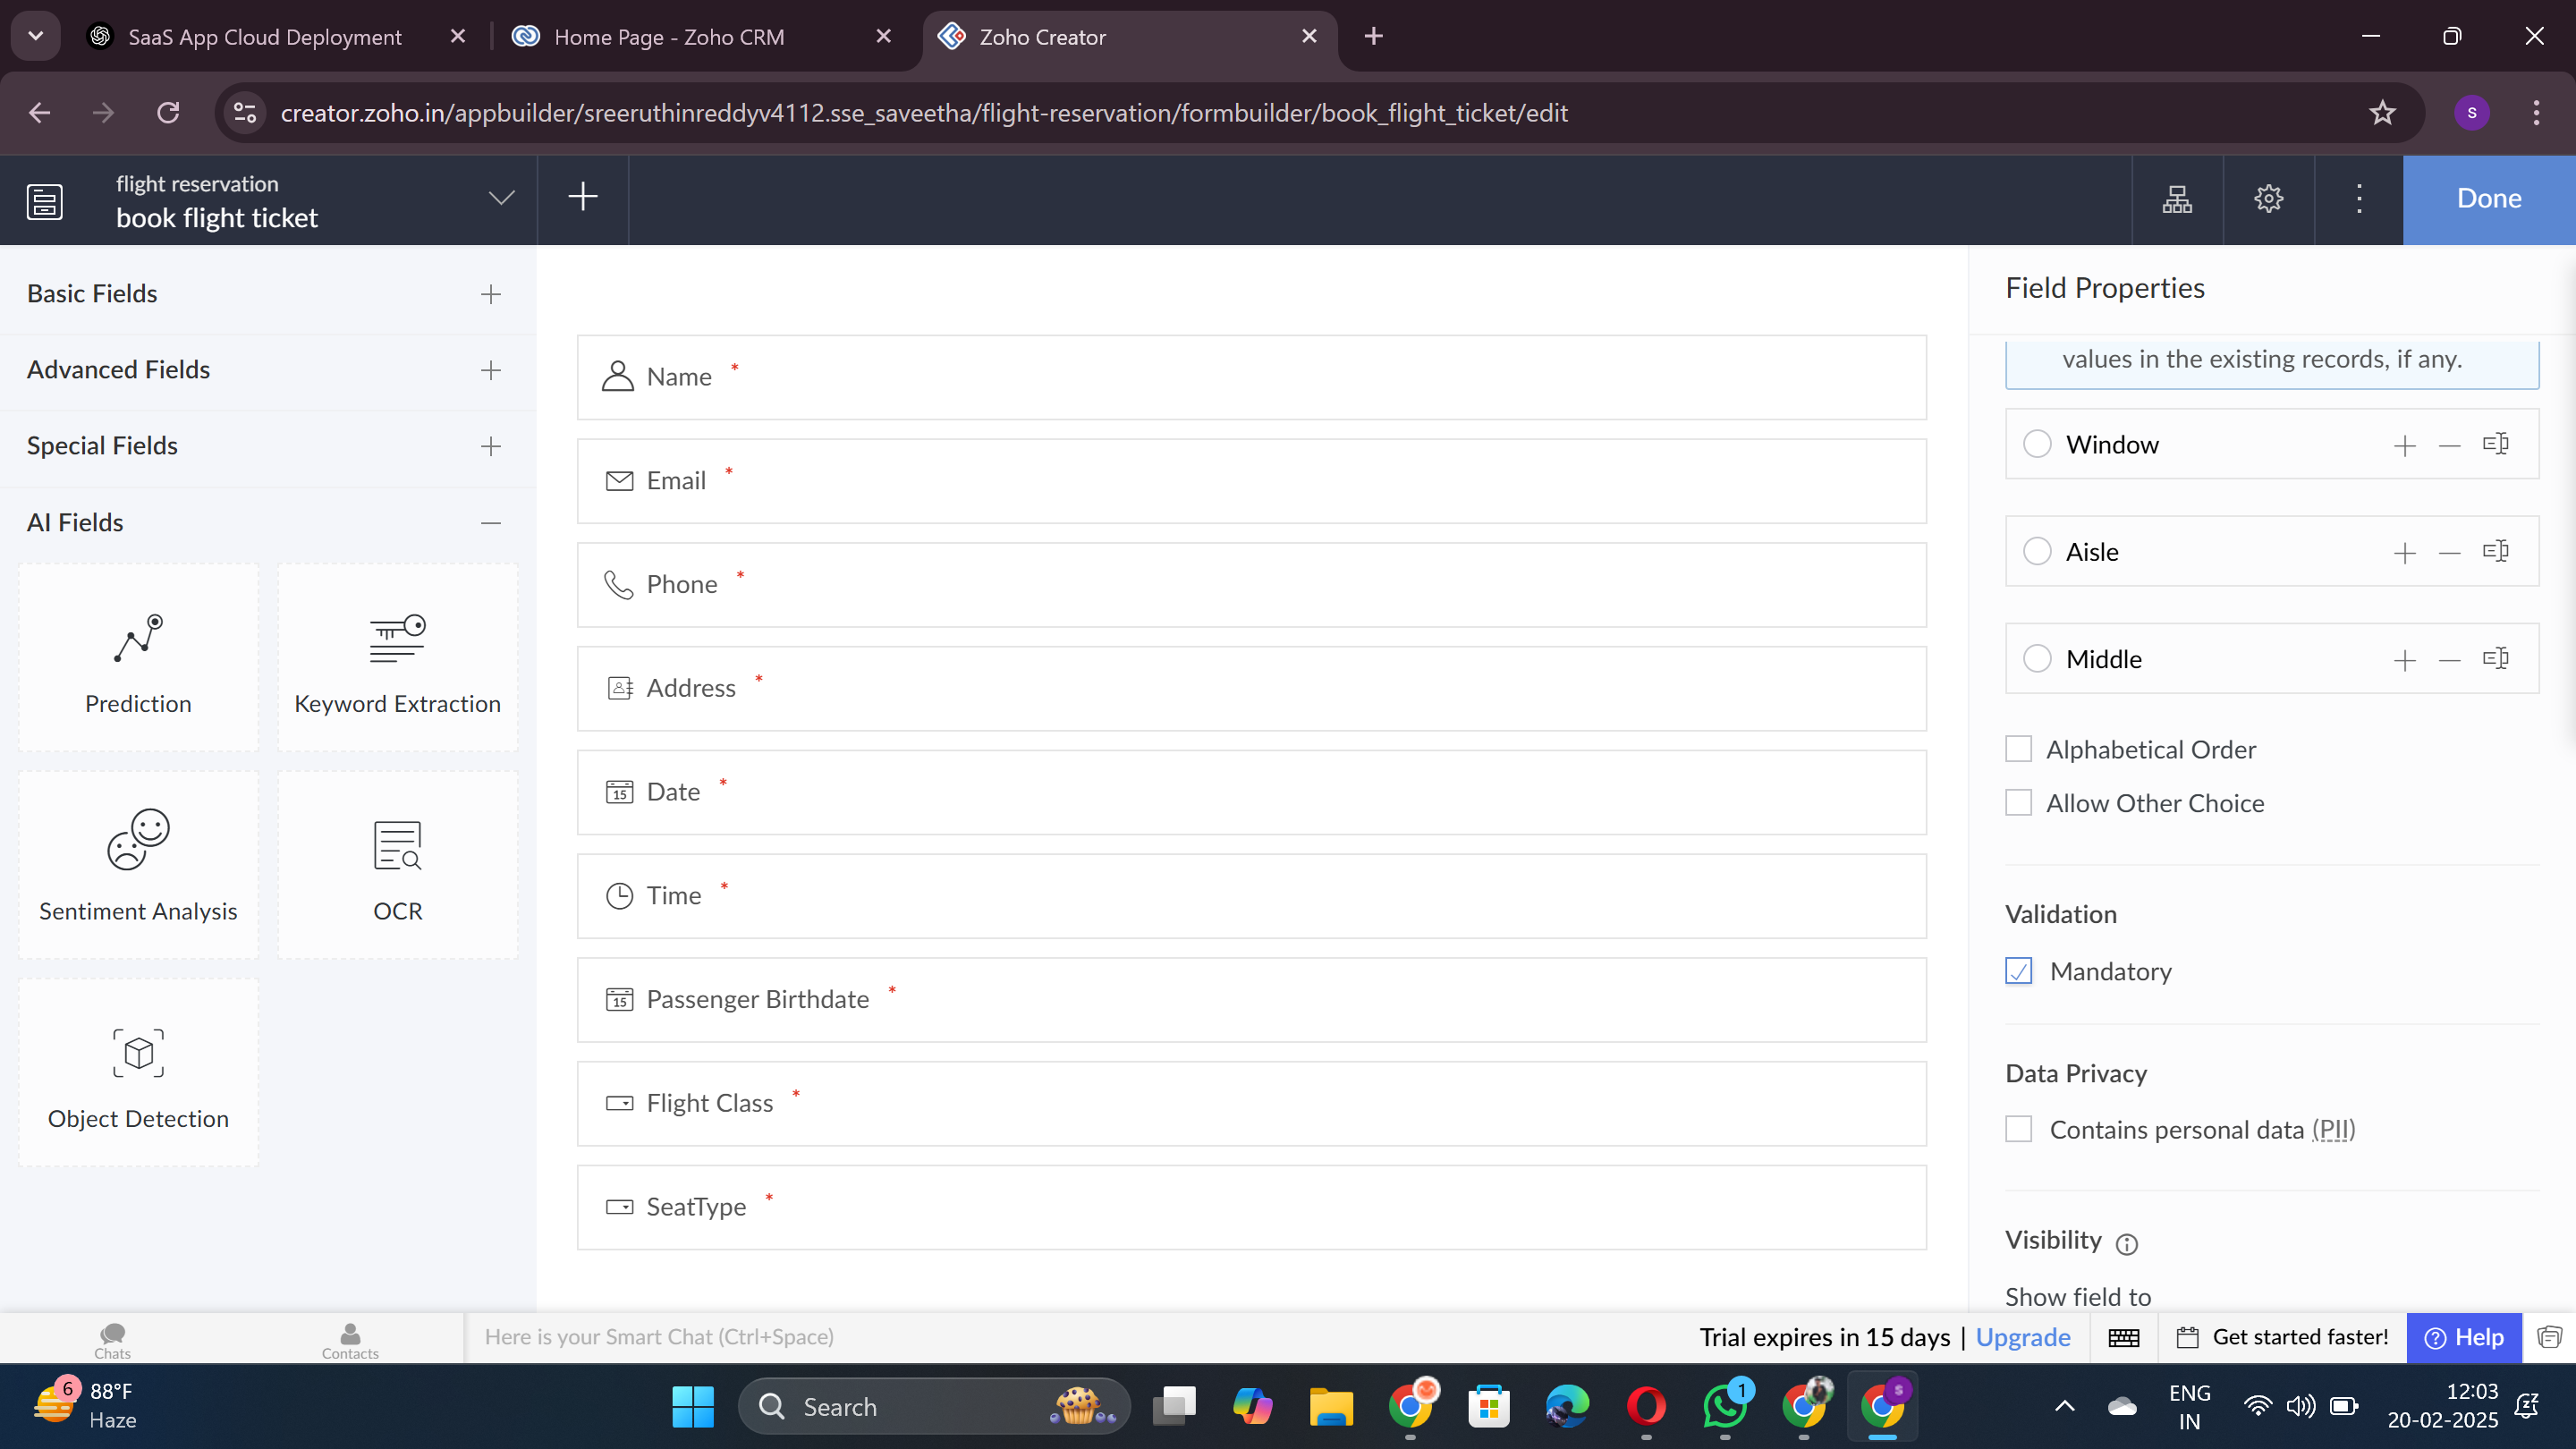 SaaS App Cloud Deployment
Home Page - Zoho CRM
Zoho Creator
creator.zoho.in/appbuilder/sreeruthinreddyv4112.sse_saveetha/flight-reservation/formbuilder/book_flight_ticket/edit
S
flight reservation
book flight ticket
Done
Basic Fields
Advanced Fields
Special Fields
AI Fields
Prediction
Keyword Extraction
Sentiment Analysis
OCR
Object Detection
Name *
Email *
Phone *
Address *
15 Date *
Time *
15 Passenger Birthdate *
Flight Class *
SeatType *
Field Properties
values in the existing records, if any.
Window
Aisle
Middle
Alphabetical Order
Allow Other Choice
Validation
Mandatory
Data Privacy
Contains personal data (PII)
Visibility
Show field to
Chats
Contacts
Here is your Smart Chat (Ctrl+Space)
Trial expires in 15 days | Upgrade
Get started faster!
Help
6
88°F
Haze
Search
1
S
ENG
IN
12:03
20-02-2025